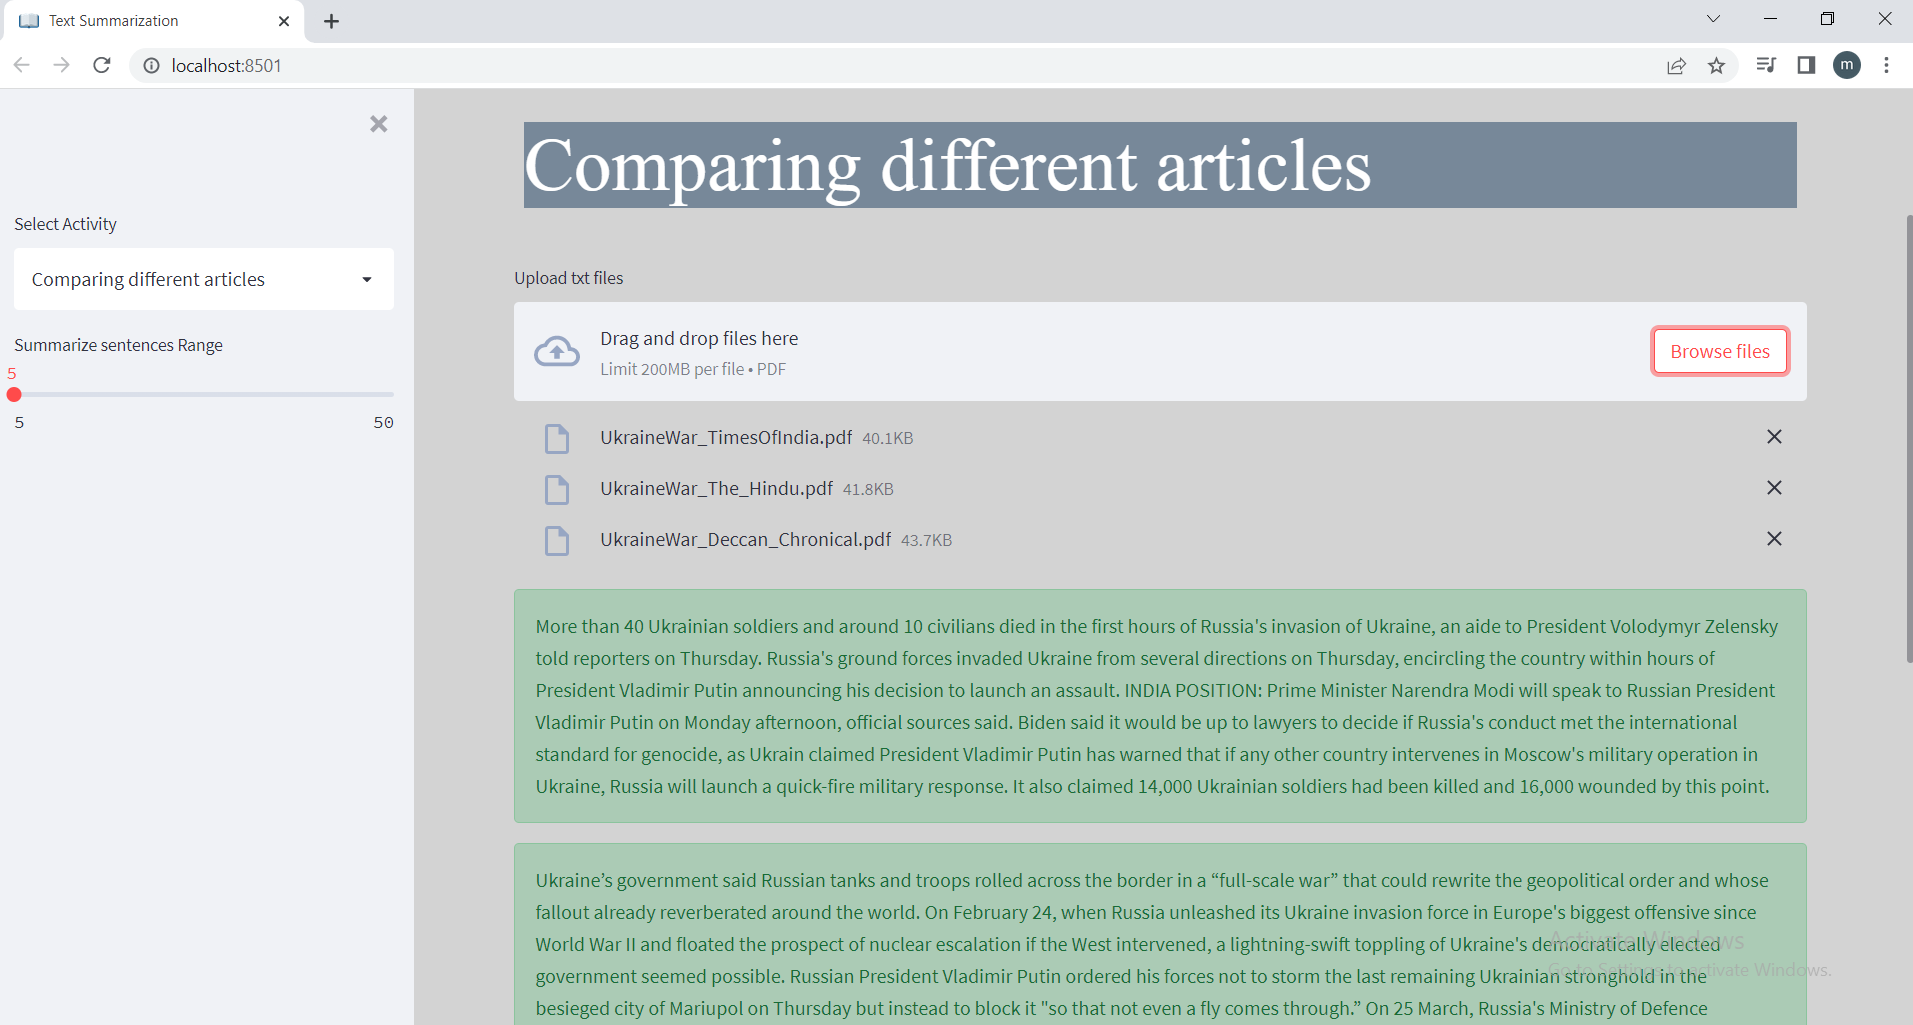 Text Summarization
localhost:8501
m
Select Activity
Comparing different articles
Summarize sentences Range
5
5 50
Comparing different articles
Upload txt files
Drag and drop files here
Limit 200MB per file • PDF
Browse files
UkraineWar_TimesOfIndia.pdf 40.1KB
UkraineWar_The_Hindu.pdf 41.8KB
UkraineWar_Deccan_Chronical.pdf 43.7KB
More than 40 Ukrainian soldiers and around 10 civilians died in the first hours of Russia's invasion of Ukraine, an aide to President Volodymyr Zelensky
told reporters on Thursday. Russia's ground forces invaded Ukraine from several directions on Thursday, encircling the country within hours of
President Vladimir Putin announcing his decision to launch an assault. INDIA POSITION: Prime Minister Narendra Modi will speak to Russian President
Vladimir Putin on Monday afternoon, official sources said. Biden said it would be up to lawyers to decide if Russia's conduct met the international
standard for genocide, as Ukrain claimed President Vladimir Putin has warned that if any other country intervenes in Moscow's military operation in
Ukraine, Russia will launch a quick-fire military response. It also claimed 14,000 Ukrainian soldiers had been killed and 16,000 wounded by this point.
Ukraine’s government said Russian tanks and troops rolled across the border in a “full-scale war” that could rewrite the geopolitical order and whose
fallout already reverberated around the world. On February 24, when Russia unleashed its Ukraine invasion force in Europe's biggest offensive since
World War II and floated the prospect of nuclear escalation if the West intervened, a lightning-swift toppling of Ukraine's democratically elected
government seemed possible. Russian President Vladimir Putin ordered his forces not to storm the last remaining Ukrainian stronghold in the
besieged city of Mariupol on Thursday but instead to block it "so that not even a fly comes through.” On 25 March, Russia's Ministry of Defence
Activate Windows
Go to Settings to activate Windows.